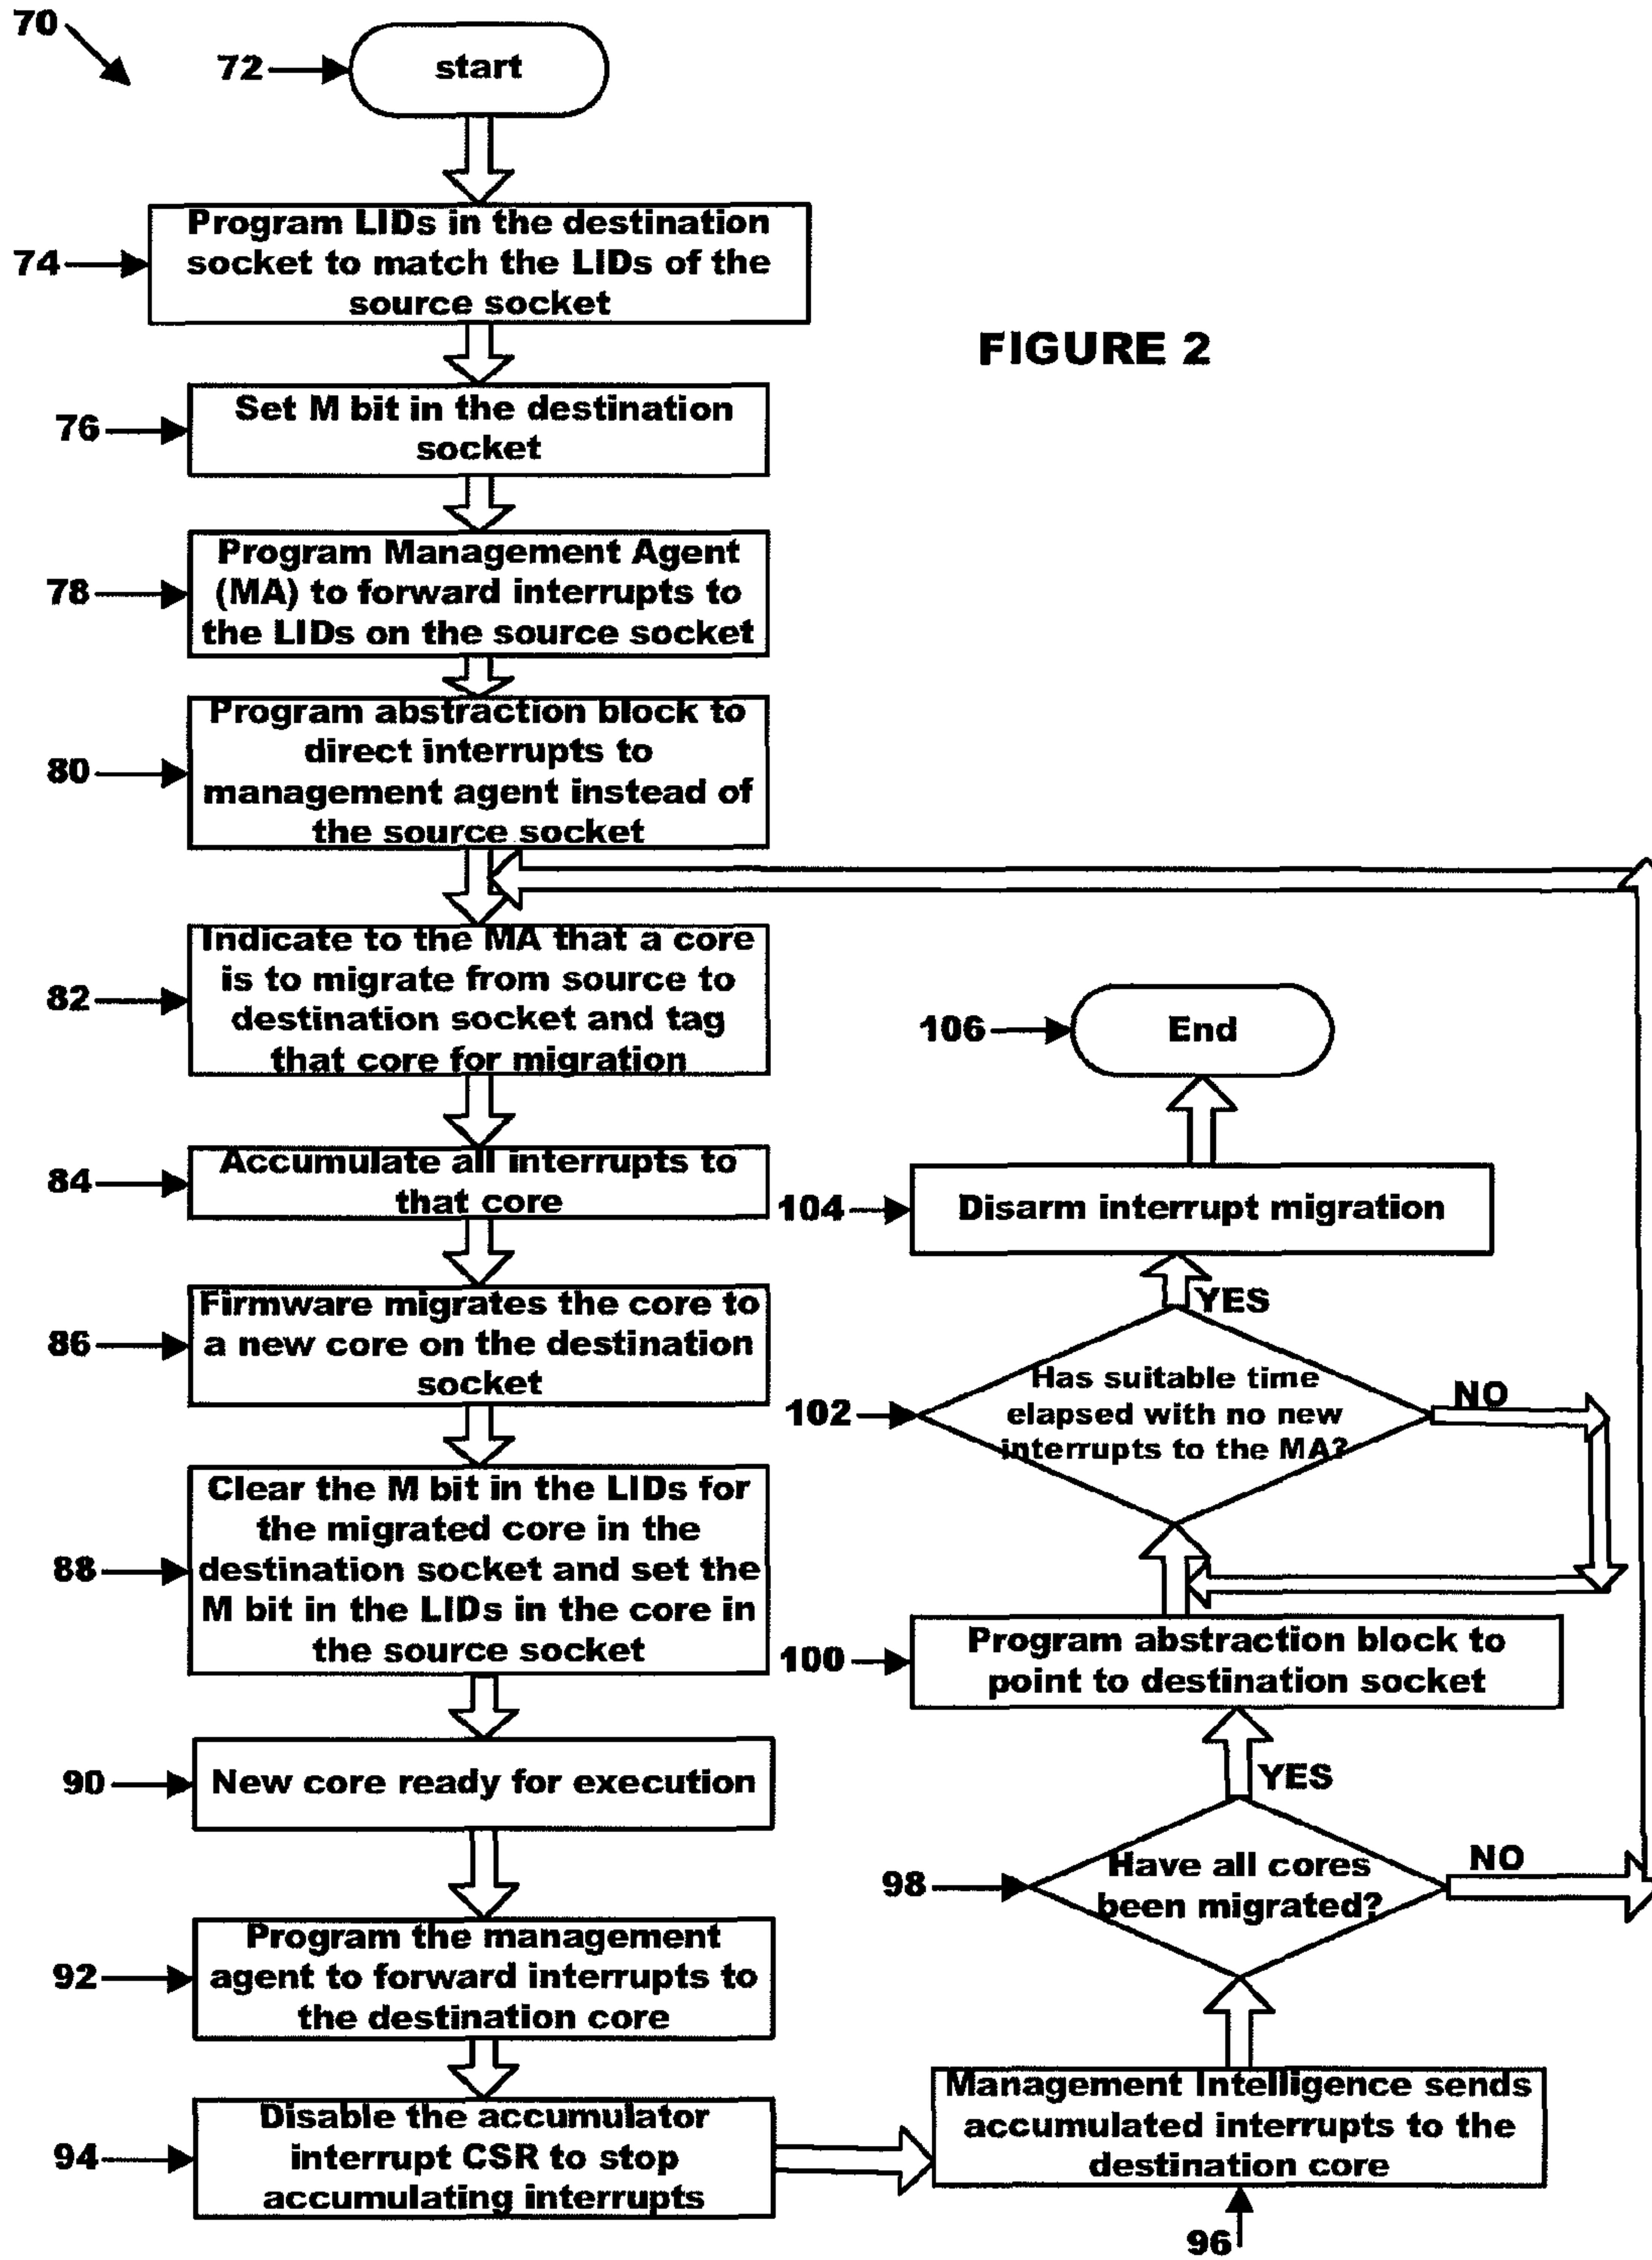 70
72
start
74
Program LIDs in the destination
socket to match the LIDs of the
source socket
FIGURE 2
76
Set M bit in the destination
socket
78
Program Management Agent
(MA) to forward interrupts to
the LIDs on the source socket
80
Program abstraction block to
direct interrupts to
management agent instead of
the source socket
82
Indicate to the MA that a core
is to migrate from source to
destination socket and tag
that core for migration
84
Accumulate all interrupts to
that core
86
Firmware migrates the core to
a new core on the destination
socket
88
Clear the M bit in the LIDs for
the migrated core in the
destination socket and set the
M bit in the LIDs in the core in
the source socket
90
New core ready for execution
92
Program the management
agent to forward interrupts to
the destination core
94
Disable the accumulator
interrupt CSR to stop
accumulating interrupts
Management Intelligence sends
accumulated interrupts to the
destination core
96
98
Have all cores
been migrated?
NO
YES
100
Program abstraction block to
point to destination socket
102
Has suitable time
elapsed with no new
interrupts to the MA?
NO
YES
104
Disarm interrupt migration
106
End